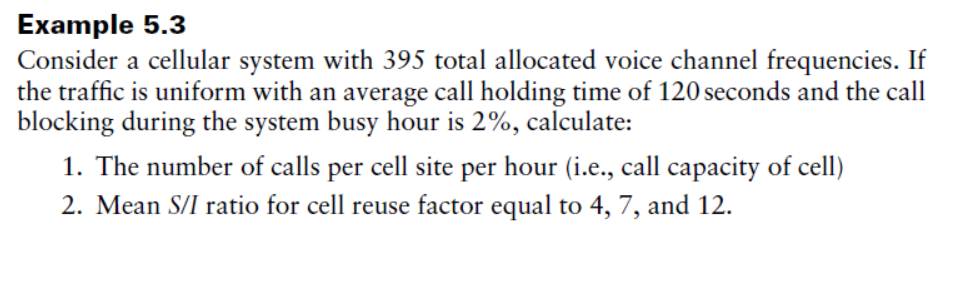 Example 5.3
Consider a cellular system with 395 total allocated voice channel frequencies. If
the traffic is uniform with an average call holding time of 120 seconds and the call
blocking during the system busy hour is 2%, calculate:
1. The number of calls per cell site per hour (i.e., call capacity of cell)
2. Mean S/I ratio for cell reuse factor equal to 4, 7, and 12.